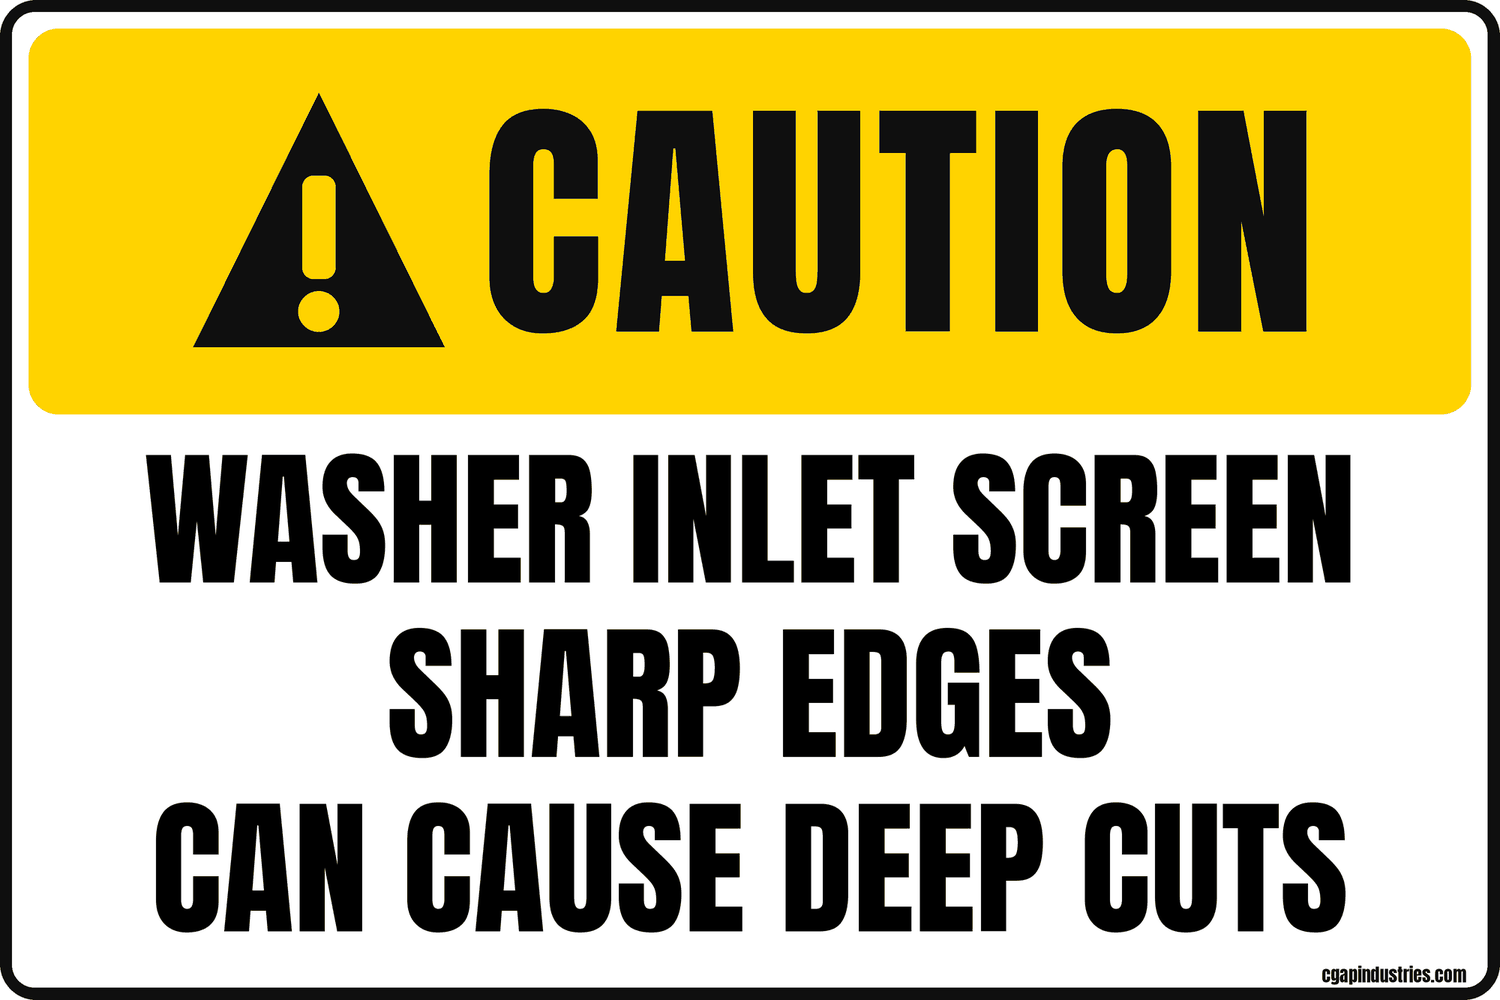 CAUTION
WASHER INLET SCREEN
SHARP EDGES
CAN CAUSE DEEP CUTS
cgapindustries.com